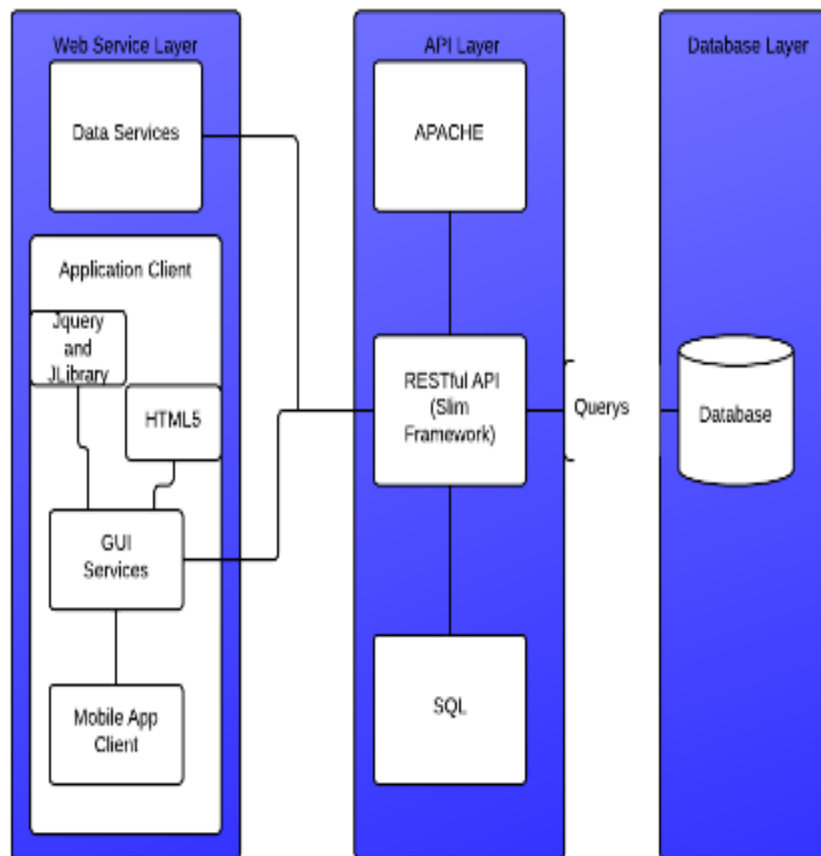 Web Service Layer
Data Services
Application Client
Jquery
and
JLibrary
HTML5
GUI
Services
Mobile App
Client
API Layer
APACHE
RESTful API
(Slim
Framework)
SQL
Querys
Database Layer
Database